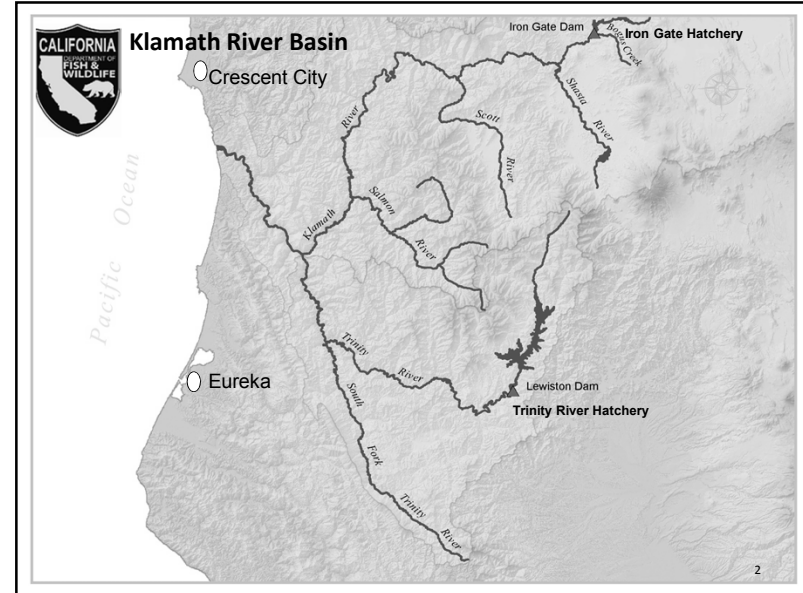 CALIFORNIA
DEPARTMENT OF
FISH &
WILDLIFE
Klamath River Basin
Iron Gate Dam
Iron Gate Hatchery
Bogus Creek
Crescent City
Shasta
River
Scott
River
River
Klamath
Salmon
River
Pacific Ocean
Trinity
River
Eureka
Lewiston Dam
Trinity River Hatchery
South
Fork
Trinity
River
2